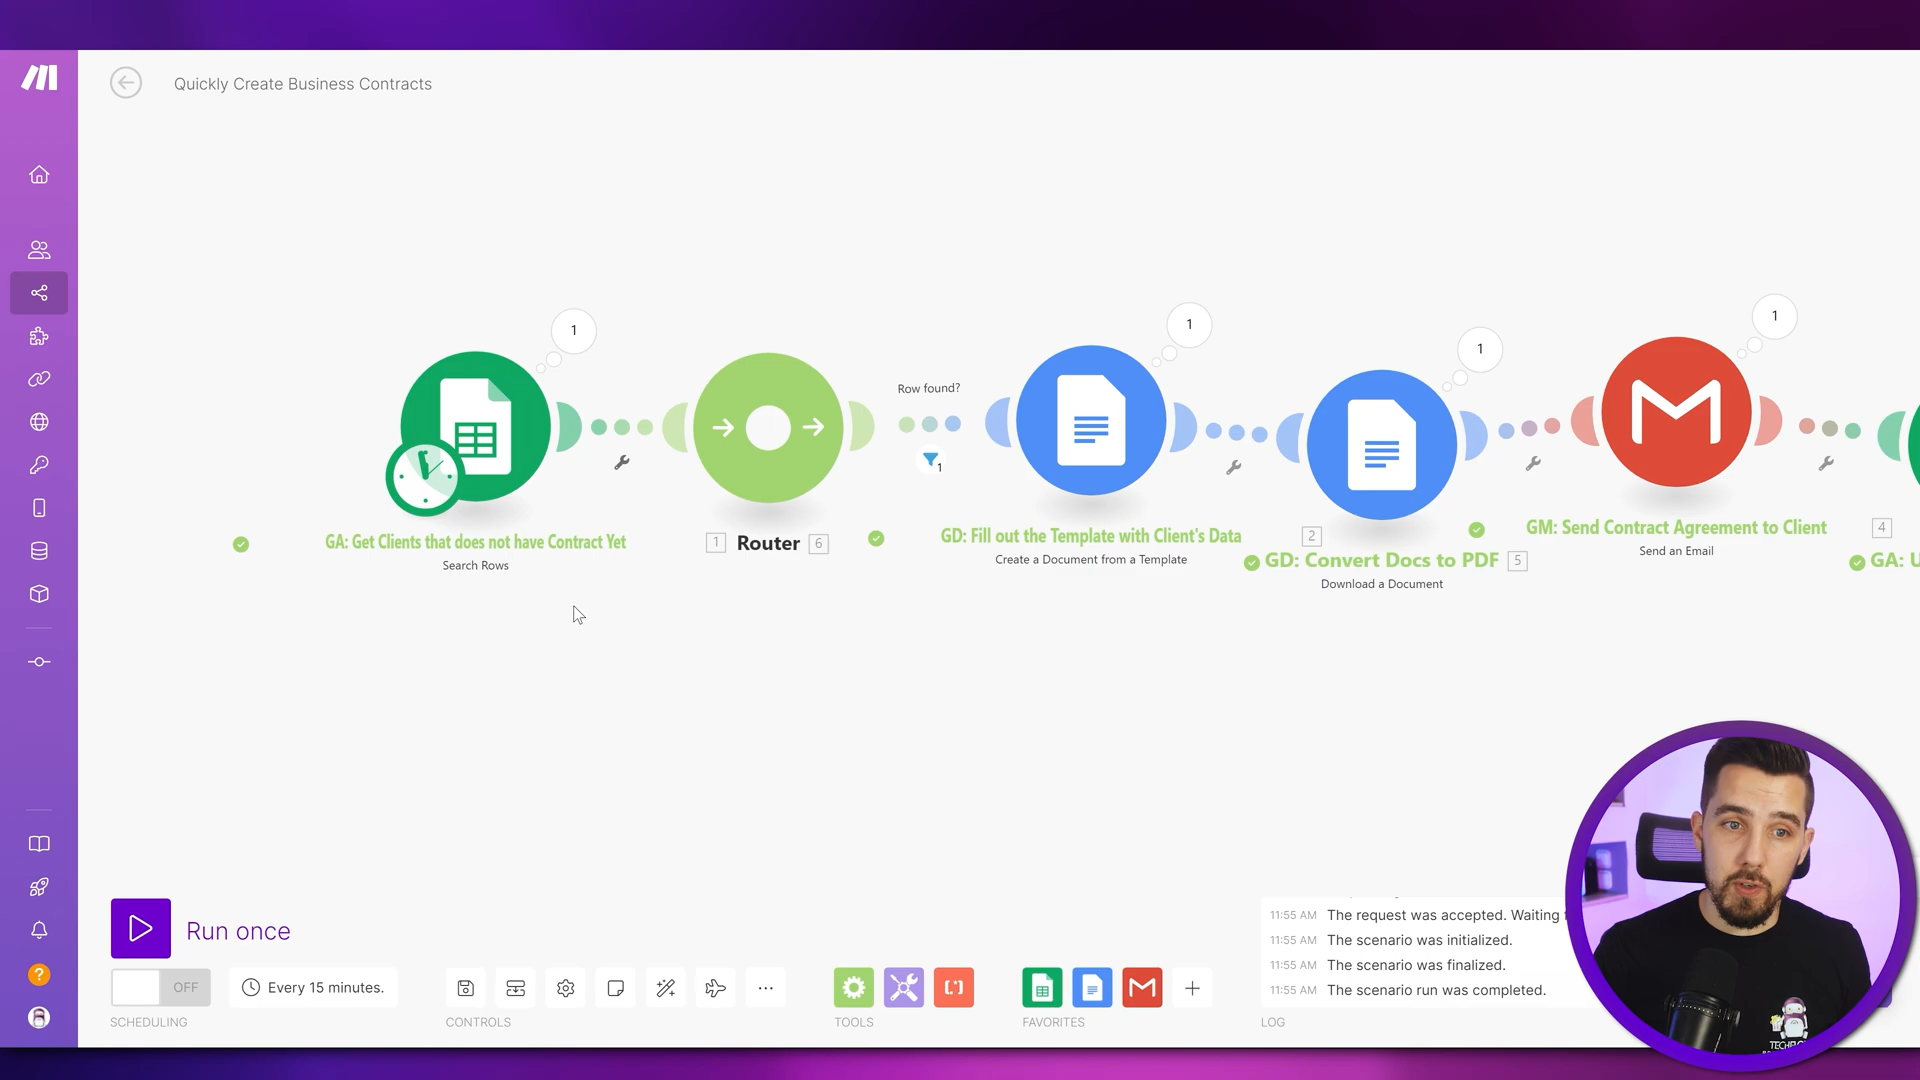 Quickly Create Business Contracts
1
1
1
1
Row found?
1
GA: Get Clients that does not have Contract Yet
Search Rows
1 Router 6
GD: Fill out the Template with Client's Data
Create a Document from a Template
2
GD: Convert Docs to PDF 5
Download a Document
GM: Send Contract Agreement to Client
Send an Email
4
GA: U
Run once
OFF
Every 15 minutes.
SCHEDULING
CONTROLS
TOOLS
FAVORITES
LOG
11:55 AM The request was accepted. Waiting
11:55 AM The scenario was initialized.
11:55 AM The scenario was finalized.
11:55 AM The scenario run was completed.
?